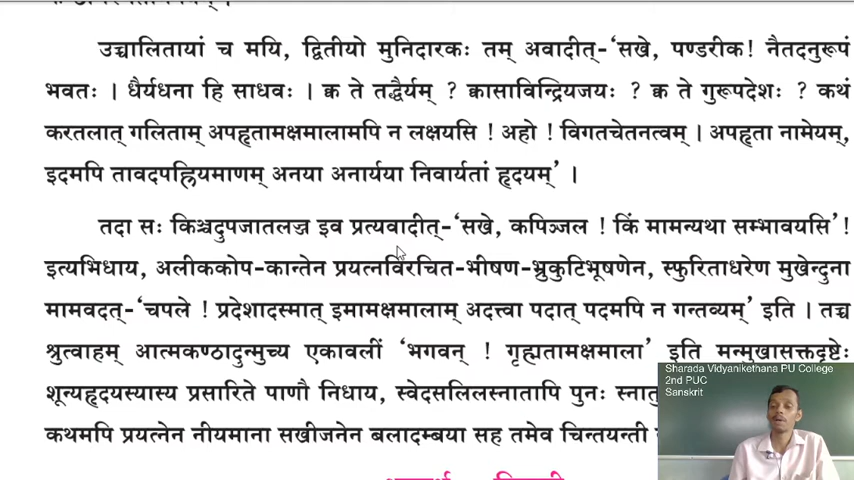 उच्चालितायां च मयि, द्वितीयो मुनिदारकः तम् अवादीत्-‘सखे, पण्डरीक! नैतदनुरूपं
भवतः । धैर्यधना हि साधवः । क्व ते तद्धैर्यम् ? क्वासाविन्द्रियजयः ? क्व ते गुरूपदेशः ? कथं
करतलात् गलिताम् अपहृतामक्षमालामपि न लक्षयसि ! अहो ! विगतचेतनत्वम् । अपहृता नामेयम्,
इदमपि तावदपह्रियमाणम् अनया अनार्यया निवार्यतां हृदयम्’ ।
तदा सः किञ्चदुपजातलज्ज इव प्रत्यवादीत्-‘सखे, कपिञ्जल ! किं मामन्यथा सम्भावयसि’ !
इत्यभिधाय, अलीककोप-कान्तेन प्रयत्नविरचित-भीषण-भ्रुकुटिभूषणेन, स्फुरिताधरेण मुखेन्दुना
मामवदत्-‘चपले ! प्रदेशादस्मात् इमामक्षमालाम् अदत्त्वा पदात् पदमपि न गन्तव्यम्’ इति । तच्च
श्रुत्वाहम् आत्मकण्ठादुन्मुच्य एकावलीं ‘भगवन् ! गृह्यतामक्षमाला’ इति मन्मुखासक्तदृष्टेः
शून्यहृदयस्यास्य प्रसारिते पाणौ निधाय, स्वेदसलिलस्नातापि पुनः
कथमपि प्रयत्नेन नीयमाना सखीजनेन बलादम्बया सह तमेव चिन्तयन्ती
Sharada Vidyanikethana PU College
2nd PUC
Sanskrit